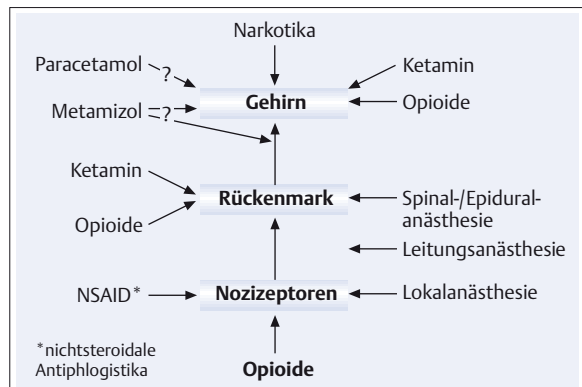 Narkotika
Paracetamol
?
Ketamin
Gehirn
Metamizol
?
Opioide
Ketamin
Rückenmark
Spinal-/Epidural-
anästhesie
Opioide
Leitungsanästhesie
NSAID*
Nozizeptoren
Lokalanästhesie
*nichtsteroidale
Antiphlogistika
Opioide